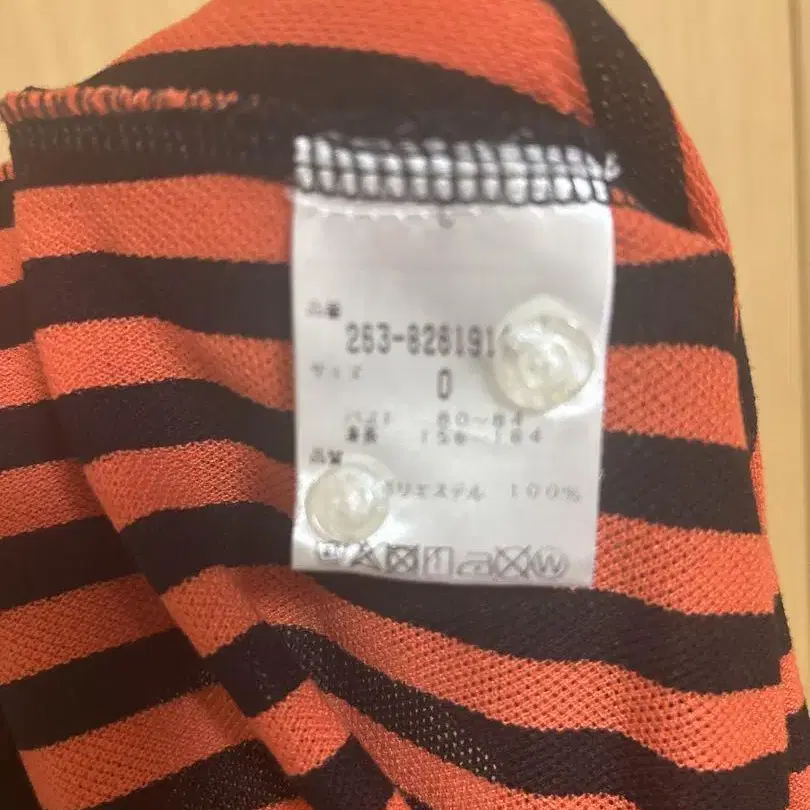 品番
263-8261914
サイズ
0
バスト 80~84
身長 156~164
品質
ポリエステル 100%